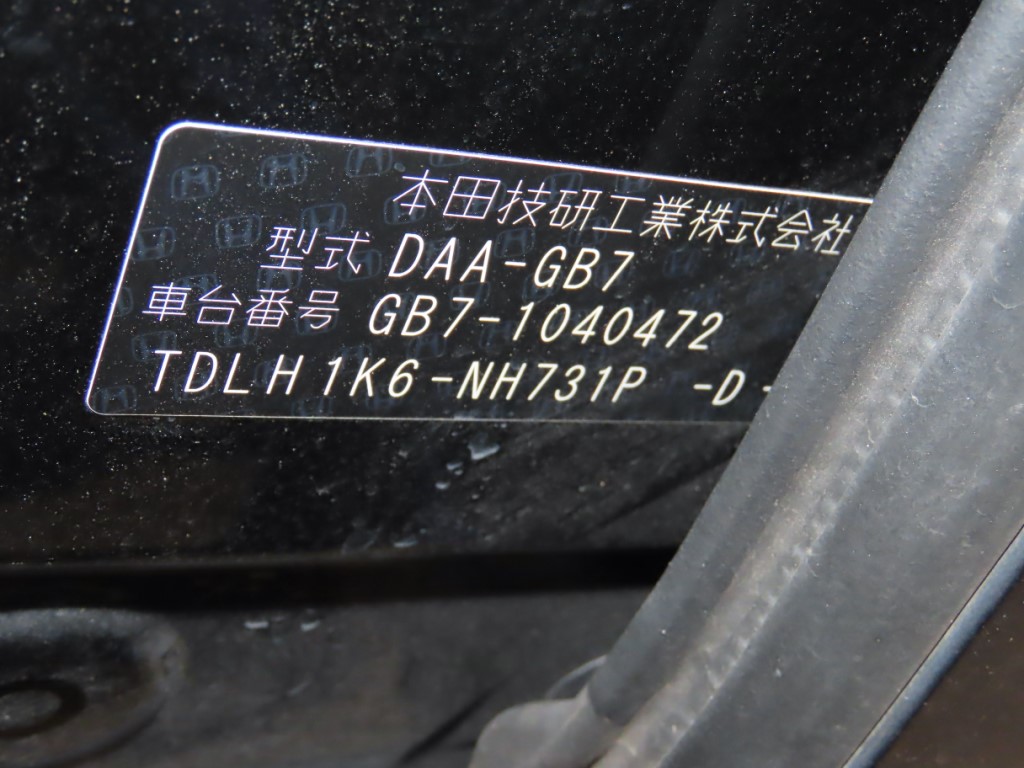 本田技研工業株式会社
型式 DAA-GB7
車台番号 GB7-1040472
TDLH1K6-NH731P -D-